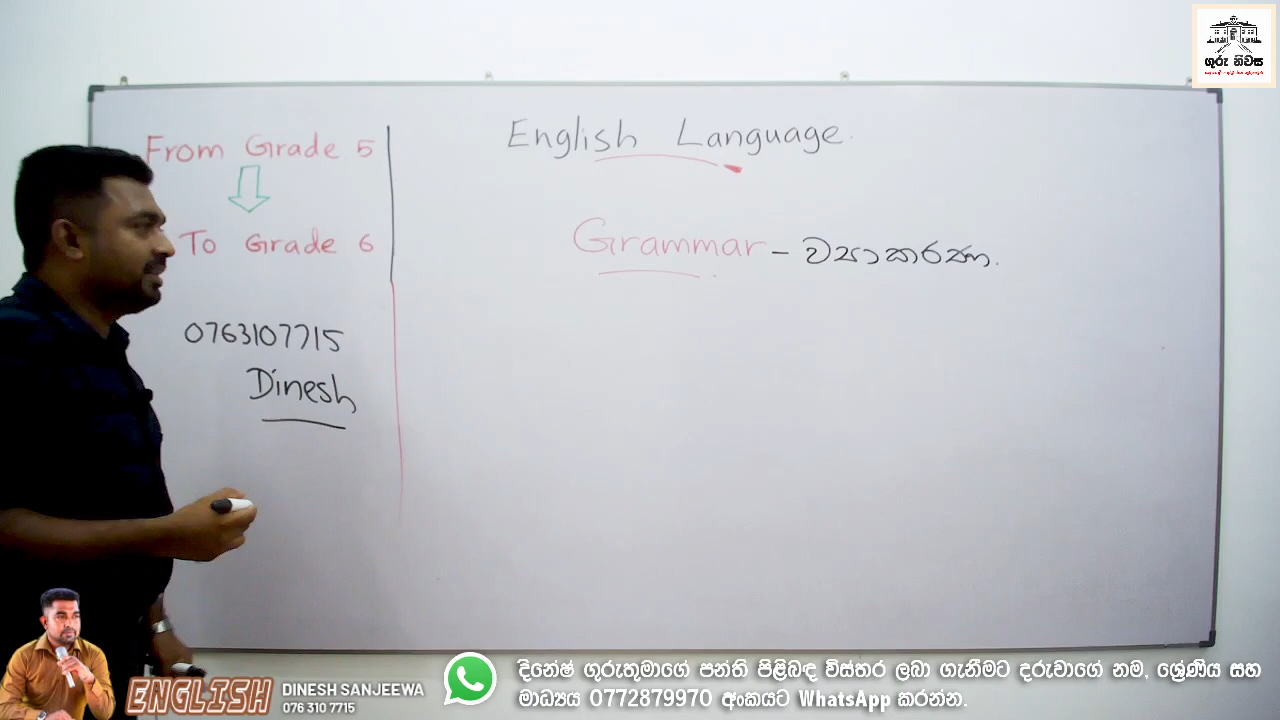 From Grade 5
To Grade 6
0763107715
Dinesh
English Language.
Grammar – ව්‍යාකරණ.
ගුරු නිවස
ENGLISH
DINESH SANJEEWA
076 310 7715
දිනේෂ් ගුරුතුමාගේ පන්ති පිළිබඳ විස්තර ලබා ගැනීමට දරුවාගේ නම, ශ්‍රේණිය සහ
මාධ්‍යය 0772879970 අංකයට WhatsApp කරන්න.